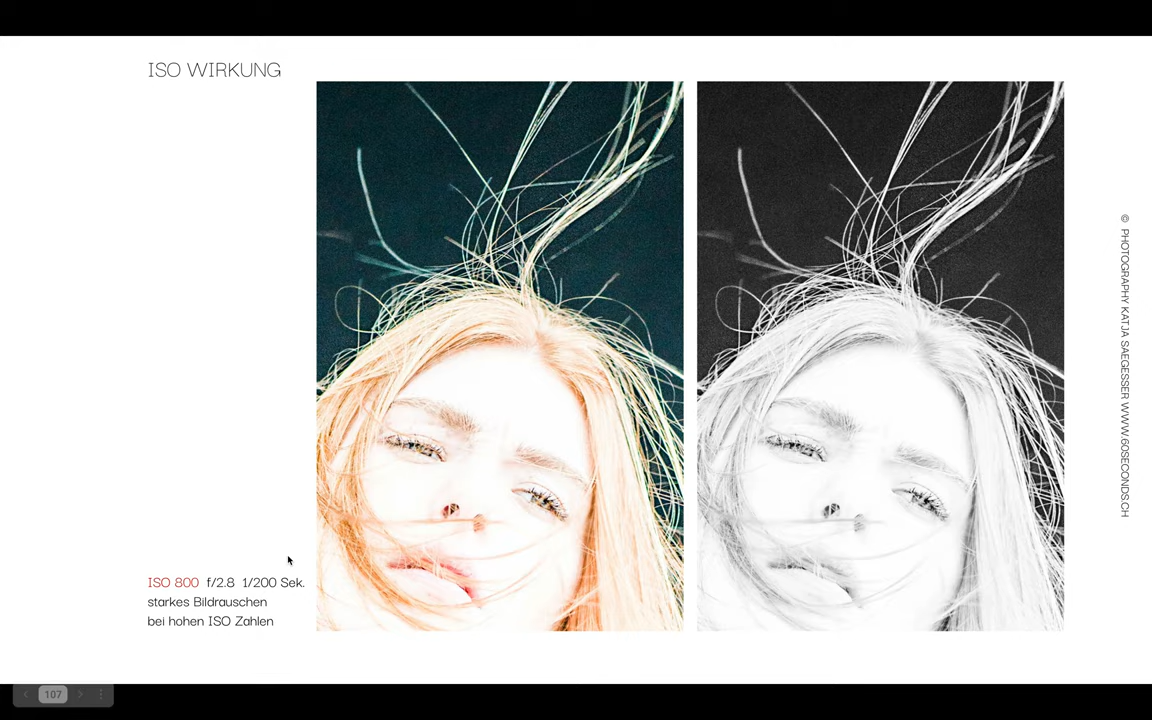 ISO WIRKUNG
ISO 800 f/2.8 1/200 Sek.
starkes Bildrauschen
bei hohen ISO Zahlen
© PHOTOGRAPHY KATJA SAEGESSER WWW.60SECONDS.CH
107